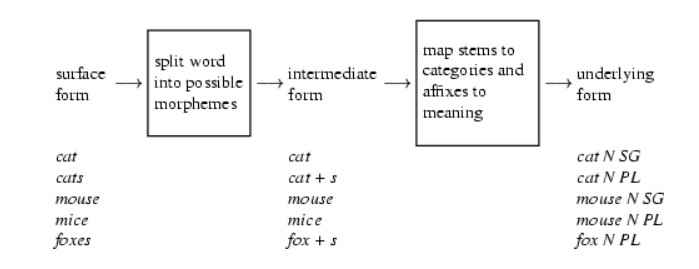 surface
form
split word
into possible
morphemes
intermediate
form
map stems to
categories and
affixes to
meaning
underlying
form
cat cat cat N SG
cats cat + s cat N PL
mouse mouse mouse N SG
mice mice mouse N PL
foxes fox + s fox N PL